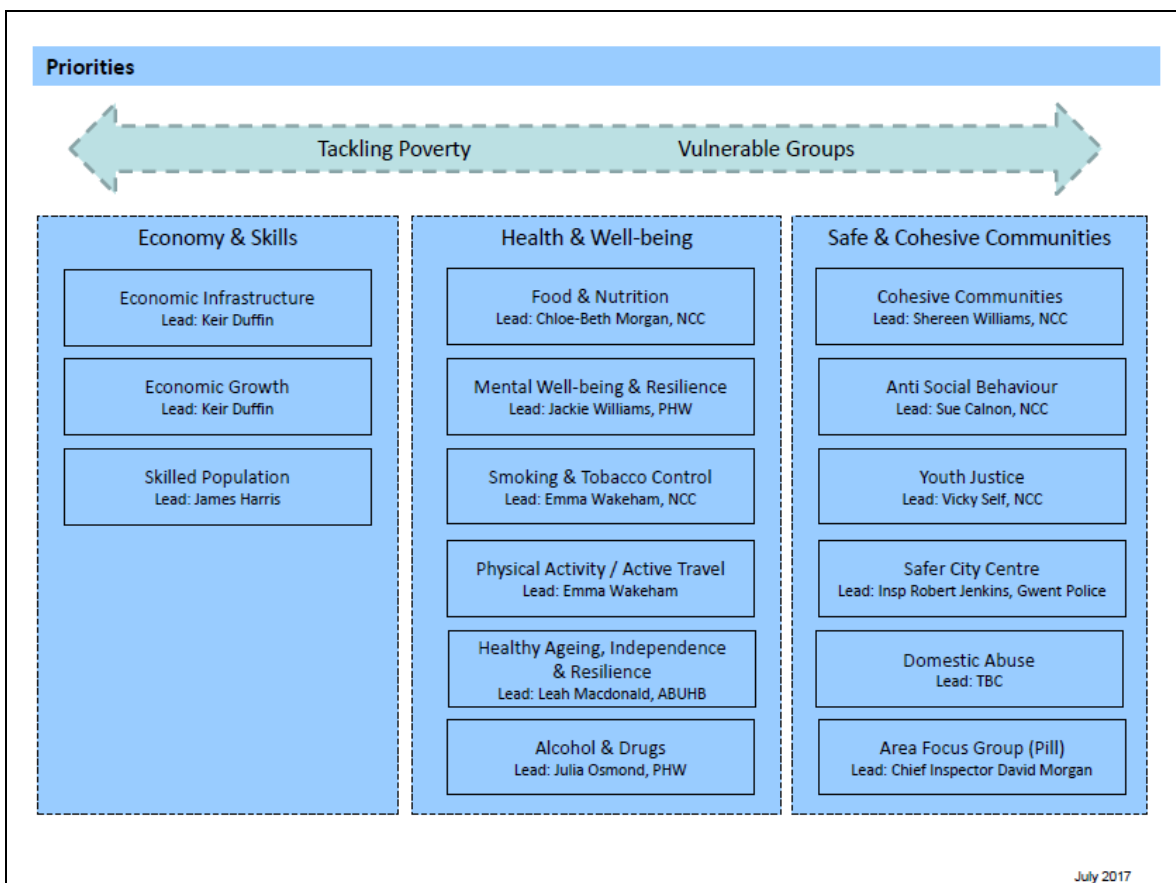 Priorities
Tackling Poverty
Vulnerable Groups
Economy & Skills
Economic Infrastructure
Lead: Keir Duffin
Economic Growth
Lead: Keir Duffin
Skilled Population
Lead: James Harris
Health & Well-being
Food & Nutrition
Lead: Chloe-Beth Morgan, NCC
Mental Well-being & Resilience
Lead: Jackie Williams, PHW
Smoking & Tobacco Control
Lead: Emma Wakeham, NCC
Physical Activity / Active Travel
Lead: Emma Wakeham
Healthy Ageing, Independence
& Resilience
Lead: Leah Macdonald, ABUHB
Alcohol & Drugs
Lead: Julia Osmond, PHW
Safe & Cohesive Communities
Cohesive Communities
Lead: Shereen Williams, NCC
Anti Social Behaviour
Lead: Sue Calnon, NCC
Youth Justice
Lead: Vicky Self, NCC
Safer City Centre
Lead: Insp Robert Jenkins, Gwent Police
Domestic Abuse
Lead: TBC
Area Focus Group (Pill)
Lead: Chief Inspector David Morgan
July 2017